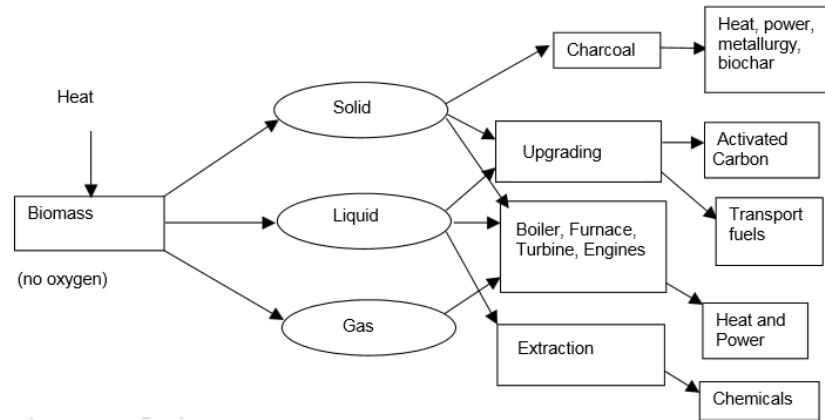 Heat
Biomass
(no oxygen)
Solid
Liquid
Gas
Charcoal
Upgrading
Boiler, Furnace,
Turbine, Engines
Extraction
Heat, power,
metallurgy,
biochar
Activated
Carbon
Transport
fuels
Heat and
Power
Chemicals